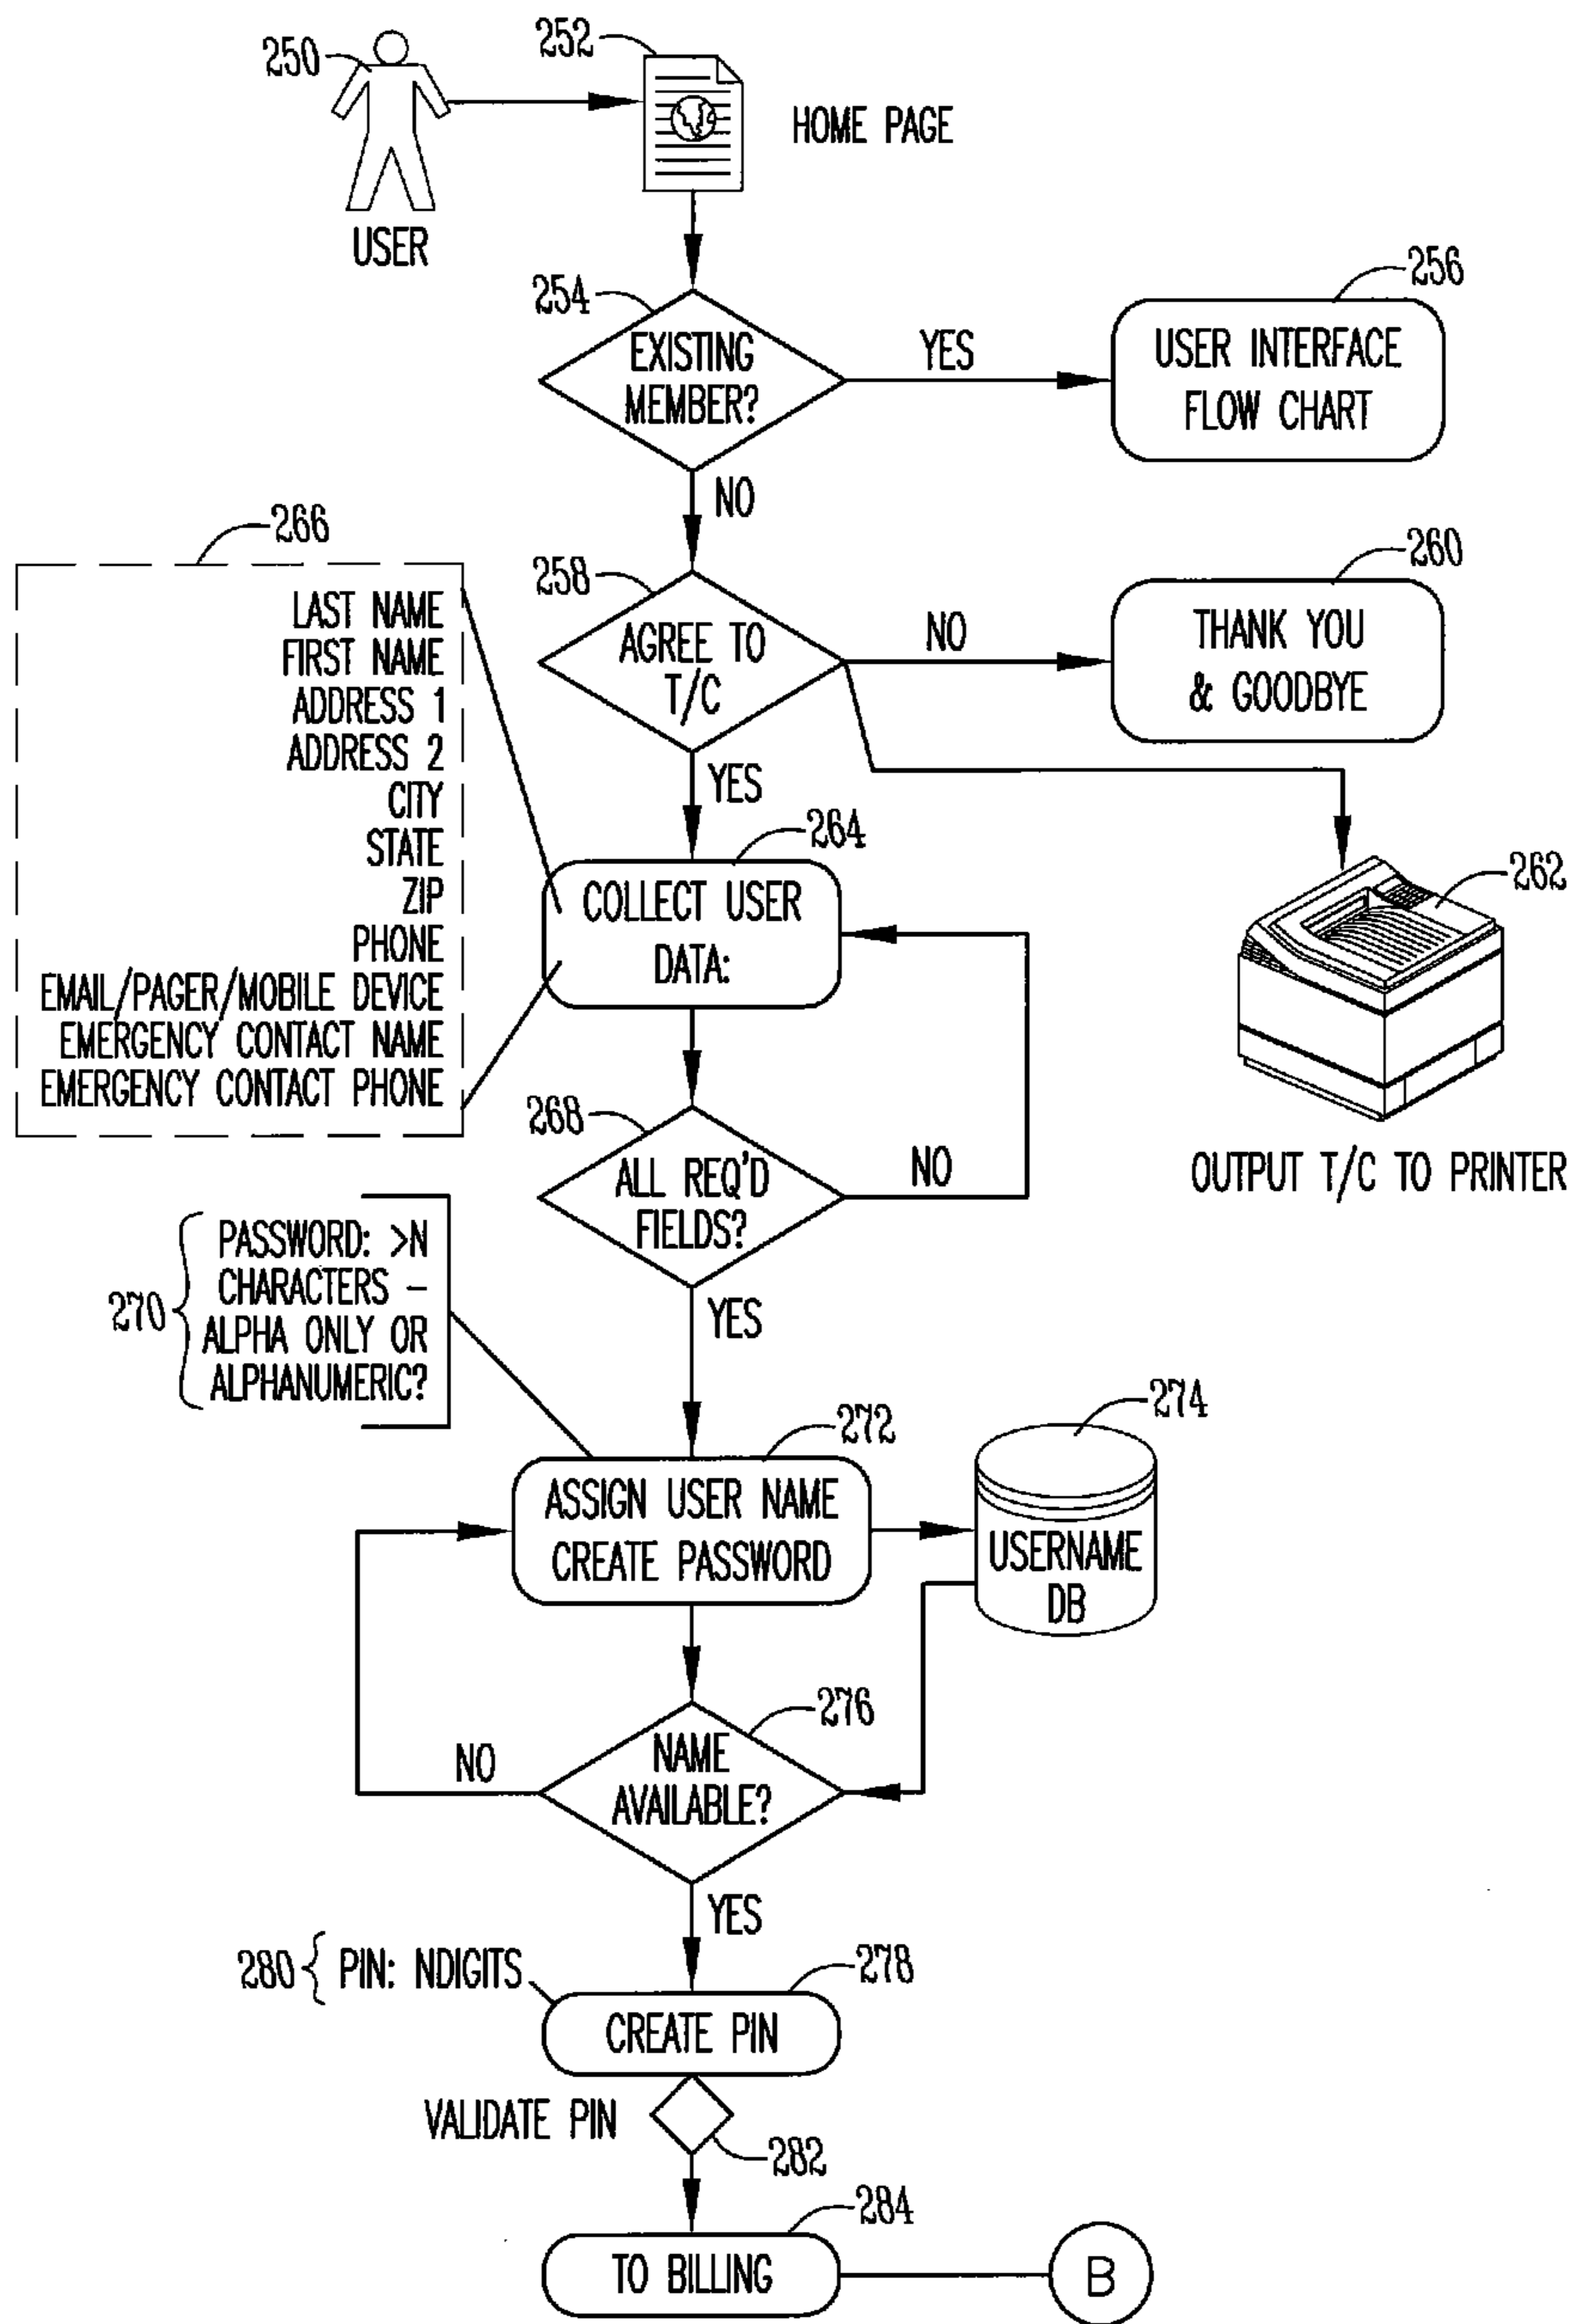 250
252
HOME PAGE
USER
254
EXISTING
MEMBER?
YES
256
USER INTERFACE
FLOW CHART
NO
266
LAST NAME
FIRST NAME
ADDRESS 1
ADDRESS 2
CITY
STATE
ZIP
PHONE
EMAIL/PAGER/MOBILE DEVICE
EMERGENCY CONTACT NAME
EMERGENCY CONTACT PHONE
258
AGREE TO
T/C
NO
260
THANK YOU
& GOODBYE
YES
264
COLLECT USER
DATA:
262
OUTPUT T/C TO PRINTER
268
ALL REQ'D
FIELDS?
NO
YES
270
PASSWORD: >N
CHARACTERS –
ALPHA ONLY OR
ALPHANUMERIC?
272
ASSIGN USER NAME
CREATE PASSWORD
274
USERNAME
DB
276
NAME
AVAILABLE?
NO
YES
280
PIN: NDIGITS
278
CREATE PIN
VALIDATE PIN
282
284
TO BILLING
B